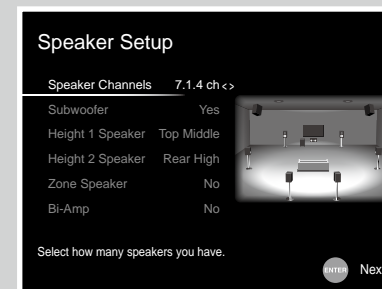 Speaker Setup
Speaker Channels 7.1.4 ch <>
Subwoofer Yes
Height 1 Speaker Top Middle
Height 2 Speaker Rear High
Zone Speaker No
Bi-Amp No
Select how many speakers you have.
ENTER Nex